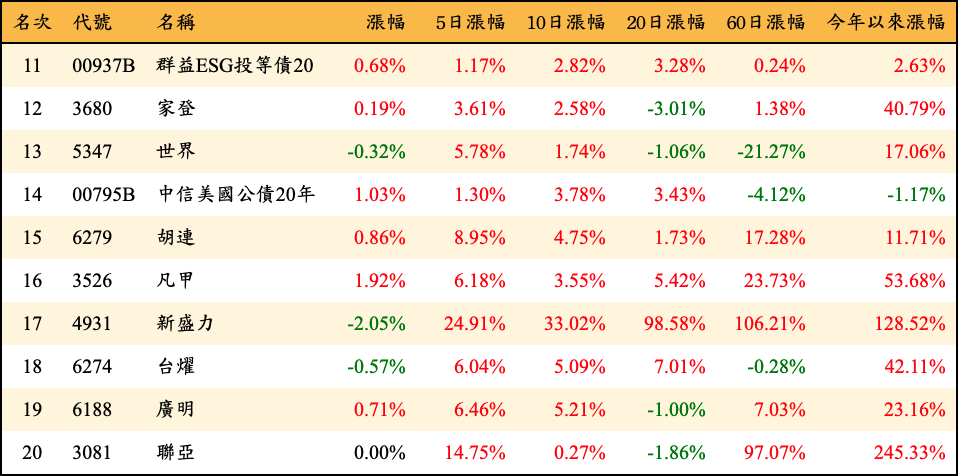 名次 代號 名稱 漲幅 5日漲幅 10日漲幅 20日漲幅 60日漲幅 今年以來漲幅
11 00937B 群益ESG投等債20 0.68% 1.17% 2.82% 3.28% 0.24% 2.63%
12 3680 家登 0.19% 3.61% 2.58% -3.01% 1.38% 40.79%
13 5347 世界 -0.32% 5.78% 1.74% -1.06% -21.27% 17.06%
14 00795B 中信美國公債20年 1.03% 1.30% 3.78% 3.43% -4.12% -1.17%
15 6279 胡連 0.86% 8.95% 4.75% 1.73% 17.28% 11.71%
16 3526 凡甲 1.92% 6.18% 3.55% 5.42% 23.73% 53.68%
17 4931 新盛力 -2.05% 24.91% 33.02% 98.58% 106.21% 128.52%
18 6274 台燿 -0.57% 6.04% 5.09% 7.01% -0.28% 42.11%
19 6188 廣明 0.71% 6.46% 5.21% -1.00% 7.03% 23.16%
20 3081 聯亞 0.00% 14.75% 0.27% -1.86% 97.07% 245.33%